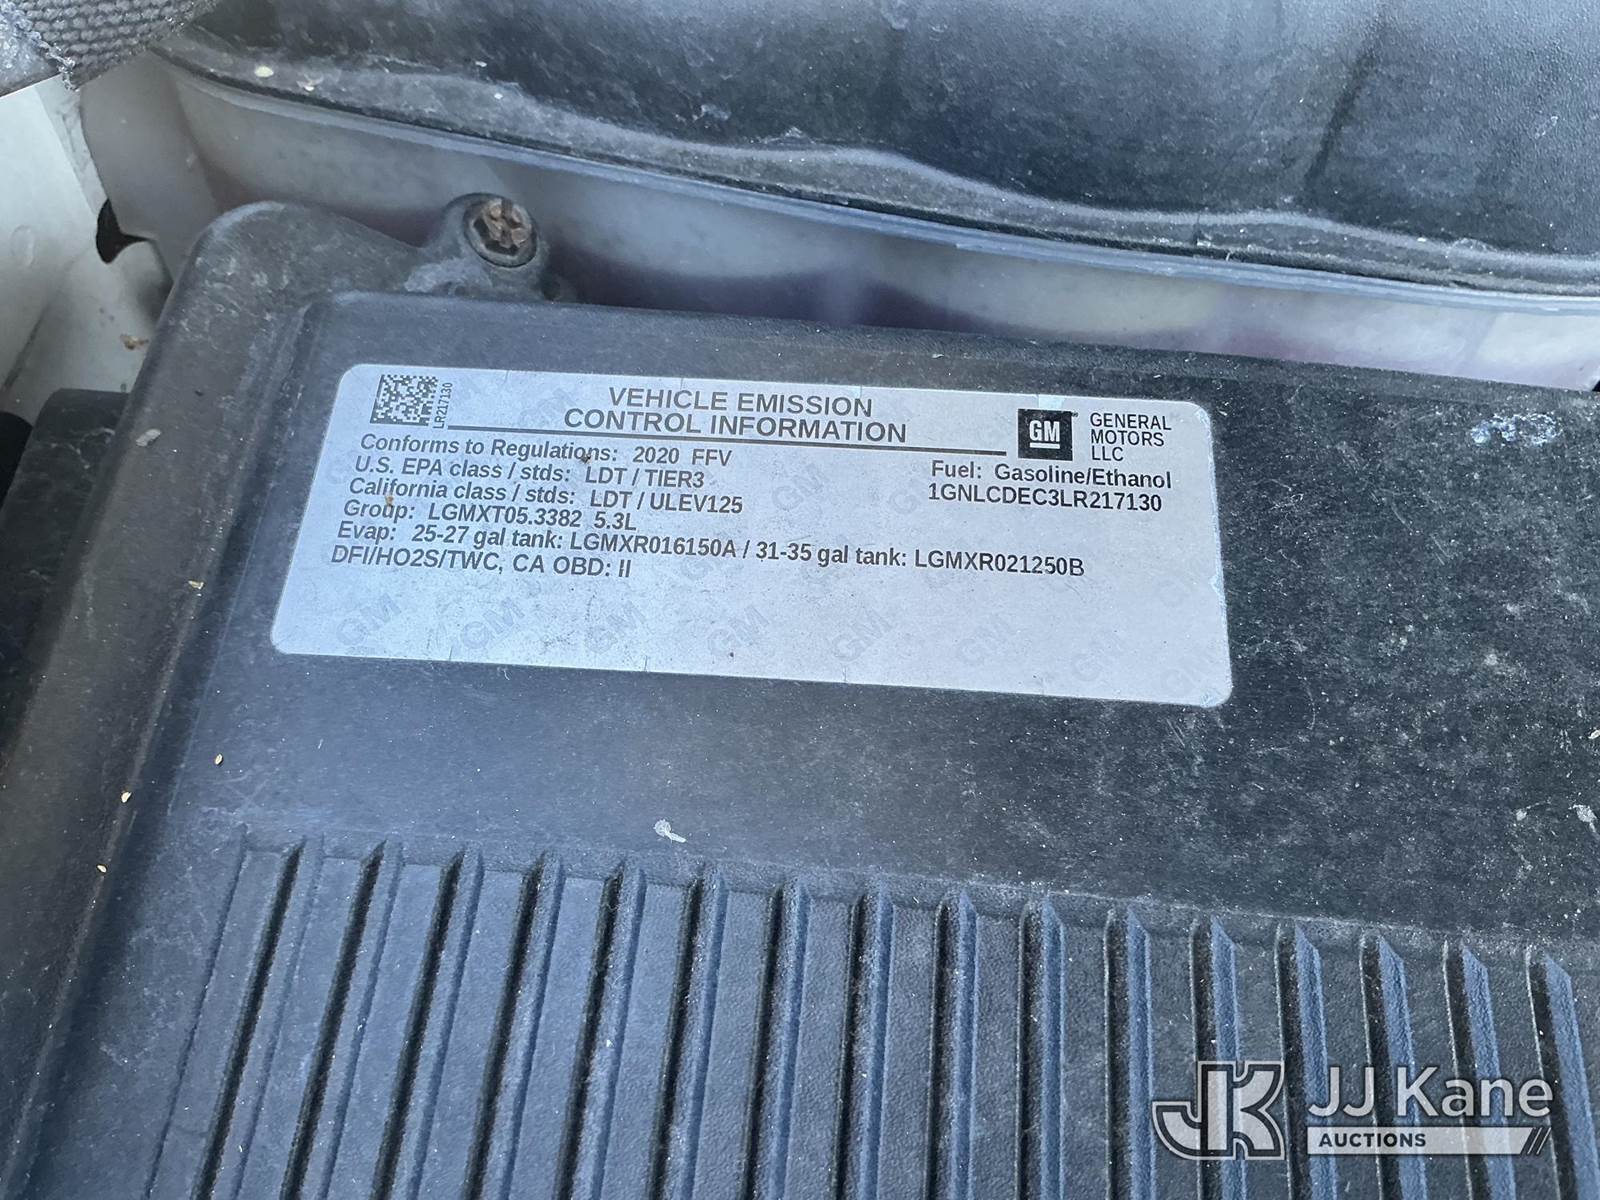 LR217130
VEHICLE EMISSION
CONTROL INFORMATION
GM
GENERAL
MOTORS
LLC
Conforms to Regulations: 2020 FFV
Fuel: Gasoline/Ethanol
U.S. EPA class / stds: LDT / TIER3
1GNLCDEC3LR217130
California class / stds: LDT / ULEV125
Group: LGMXT05.3382 5.3L
Evap: 25-27 gal tank: LGMXR016150A / 31-35 gal tank: LGMXR021250B
DFI/HO2S/TWC, CA OBD: II
JK JJ Kane
AUCTIONS